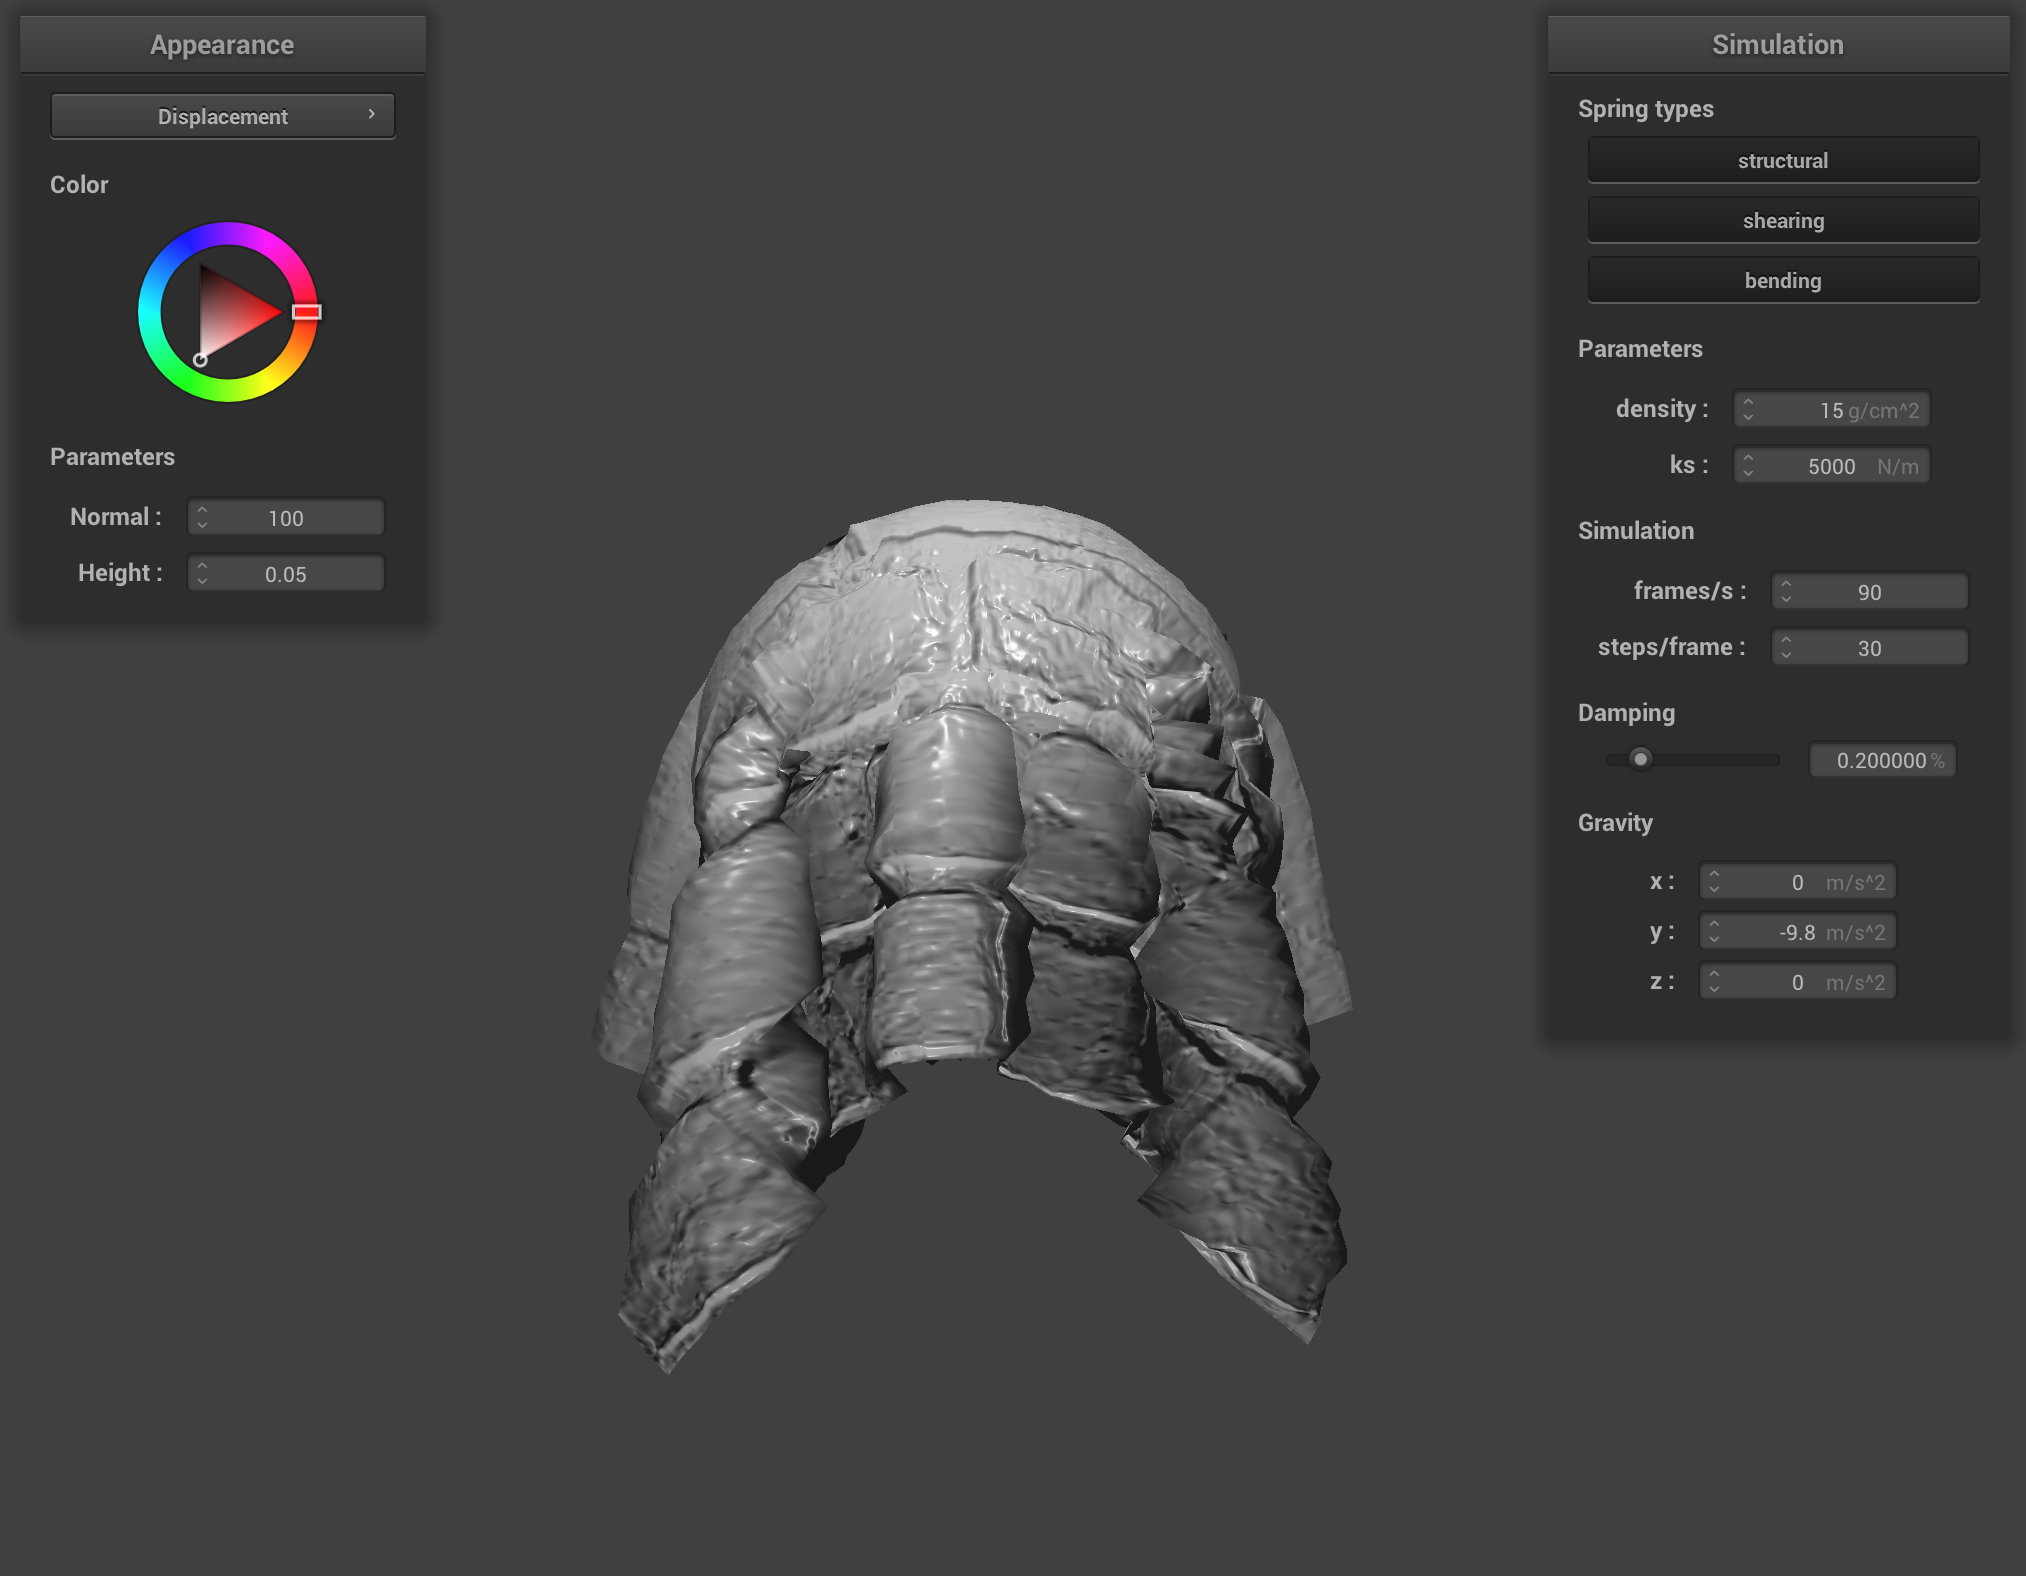 Appearance
Displacement
Color
Parameters
Normal : 100
Height : 0.05
Simulation
Spring types
structural
shearing
bending
Parameters
density : 15 g/cm^2
ks : 5000 N/m
Simulation
frames/s : 90
steps/frame : 30
Damping
0.200000 %
Gravity
x : 0 m/s^2
y : -9.8 m/s^2
z : 0 m/s^2